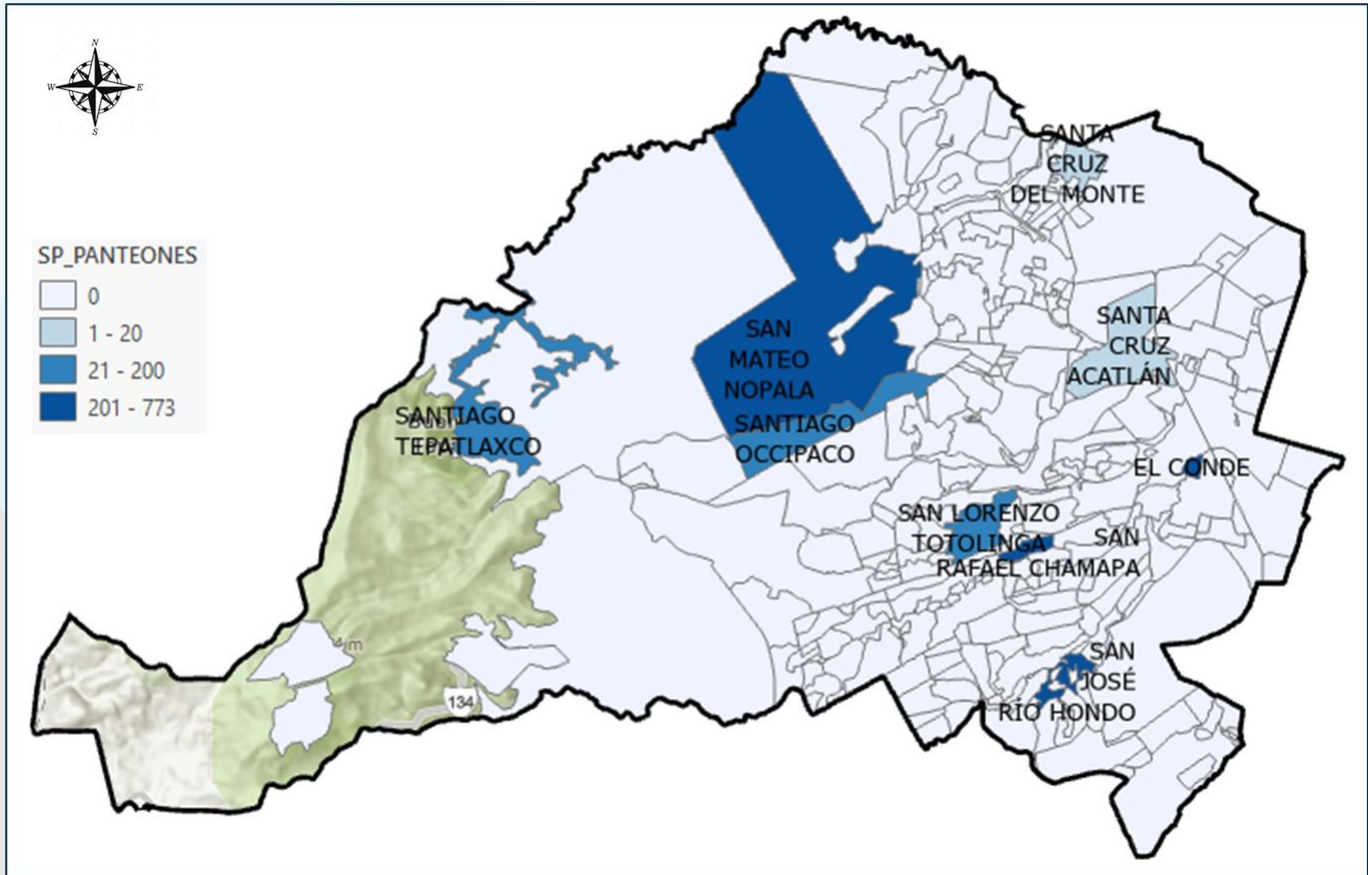 N
W
E
S
SP_PANTEONES
0
1 - 20
21 - 200
201 - 773
SANTA
CRUZ
DEL MONTE
SANTA
CRUZ
ACATLÁN
SAN
MATEO
NOPALA
SANTIAGO
OCCIPACO
SANTIAGO
TEPATLAXCO
EL CONDE
SAN LORENZO
TOTOLINGA
SAN
RAFAEL CHAMAPA
SAN
JOSÉ
RÍO HONDO
134